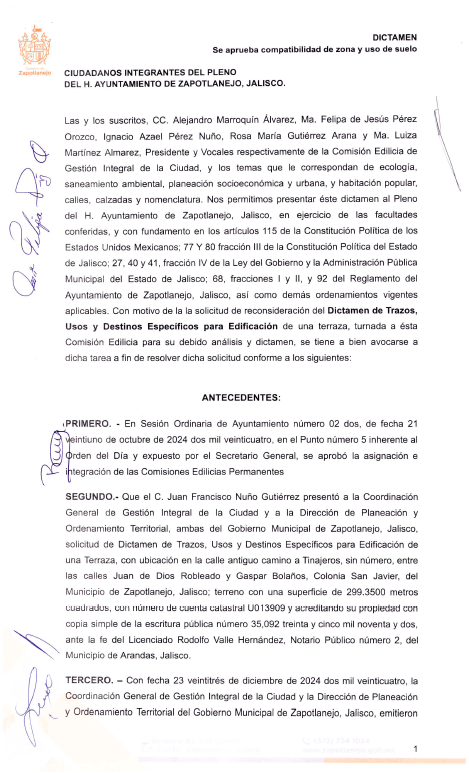 DICTAMEN
Se aprueba compatibilidad de zona y uso de suelo
Zapotlanejo
CIUDADANOS INTEGRANTES DEL PLENO
DEL H. AYUNTAMIENTO DE ZAPOTLANEJO, JALISCO.
Las y los suscritos, CC. Alejandro Marroquín Álvarez, Ma. Felipa de Jesús Pérez
Orozco, Ignacio Azael Pérez Nuño, Rosa María Gutiérrez Arana y Ma. Luiza
Martínez Almarez, Presidente y Vocales respectivamente de la Comisión Edilicia de
Gestión Integral de la Ciudad, y los temas que le correspondan de ecología,
saneamiento ambiental, planeación socioeconómica y urbana, y habitación popular,
calles, calzadas y nomenclatura. Nos permitimos presentar éste dictamen al Pleno
del H. Ayuntamiento de Zapotlanejo, Jalisco, en ejercicio de las facultades
conferidas, y con fundamento en los artículos 115 de la Constitución Política de los
Estados Unidos Mexicanos; 77 Y 80 fracción III de la Constitución Política del Estado
de Jalisco; 27, 40 y 41, fracción IV de la Ley del Gobierno y la Administración Pública
Municipal del Estado de Jalisco; 68, fracciones I y II, y 92 del Reglamento del
Ayuntamiento de Zapotlanejo, Jalisco, así como demás ordenamientos vigentes
aplicables. Con motivo de la la solicitud de reconsideración del Dictamen de Trazos,
Usos y Destinos Específicos para Edificación de una terraza, turnada a ésta
Comisión Edilicia para su debido análisis y dictamen, se tiene a bien avocarse a
dicha tarea a fin de resolver dicha solicitud conforme a los siguientes:
ANTECEDENTES:
PRIMERO. - En Sesión Ordinaria de Ayuntamiento número 02 dos, de fecha 21
veintiuno de octubre de 2024 dos mil veinticuatro, en el Punto número 5 inherente al
Orden del Día y expuesto por el Secretario General, se aprobó la asignación e
integración de las Comisiones Edilicias Permanentes
SEGUNDO.- Que el C. Juan Francisco Nuño Gutiérrez presentó a la Coordinación
General de Gestión Integral de la Ciudad y a la Dirección de Planeación y
Ordenamiento Territorial, ambas del Gobierno Municipal de Zapotlanejo, Jalisco,
solicitud de Dictamen de Trazos, Usos y Destinos Específicos para Edificación de
una Terraza, con ubicación en la calle antiguo camino a Tinajeros, sin número, entre
las calles Juan de Dios Robleado y Gaspar Bolaños, Colonia San Javier, del
Municipio de Zapotlanejo, Jalisco; terreno con una superficie de 299.3500 metros
cuadrados, con número de cuenta catastral U013909 y acreditando su propiedad con
copia simple de la escritura pública número 35,092 treinta y cinco mil noventa y dos,
ante la fe del Licenciado Rodolfo Valle Hernández, Notario Público número 2, del
Municipio de Arandas, Jalisco.
TERCERO. – Con fecha 23 veintitrés de diciembre de 2024 dos mil veinticuatro, la
Coordinación General de Gestión Integral de la Ciudad y la Dirección de Planeación
y Ordenamiento Territorial del Gobierno Municipal de Zapotlanejo, Jalisco, emitieron
1